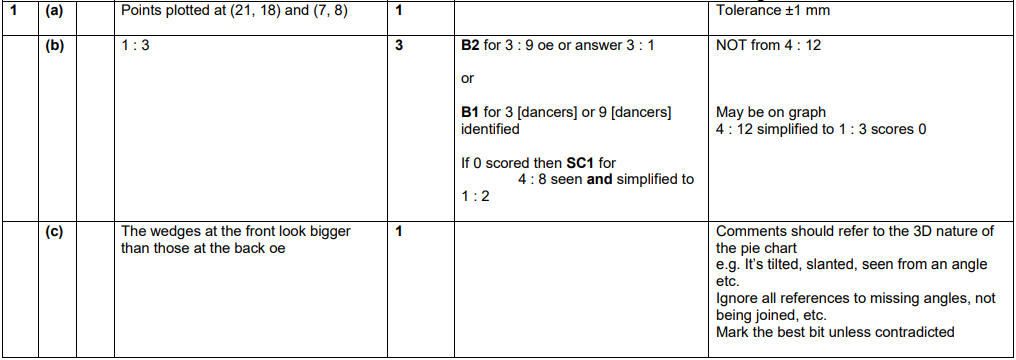 1 (a) Points plotted at (21, 18) and (7, 8) 1 Tolerance ±1 mm
(b) 1 : 3 3 B2 for 3 : 9 oe or answer 3 : 1 NOT from 4 : 12
or
B1 for 3 [dancers] or 9 [dancers] May be on graph
identified 4 : 12 simplified to 1 : 3 scores 0
If 0 scored then SC1 for
4 : 8 seen and simplified to
1 : 2
(c) The wedges at the front look bigger 1 Comments should refer to the 3D nature of
than those at the back oe the pie chart
e.g. It's tilted, slanted, seen from an angle
etc.
Ignore all references to missing angles, not
being joined, etc.
Mark the best bit unless contradicted